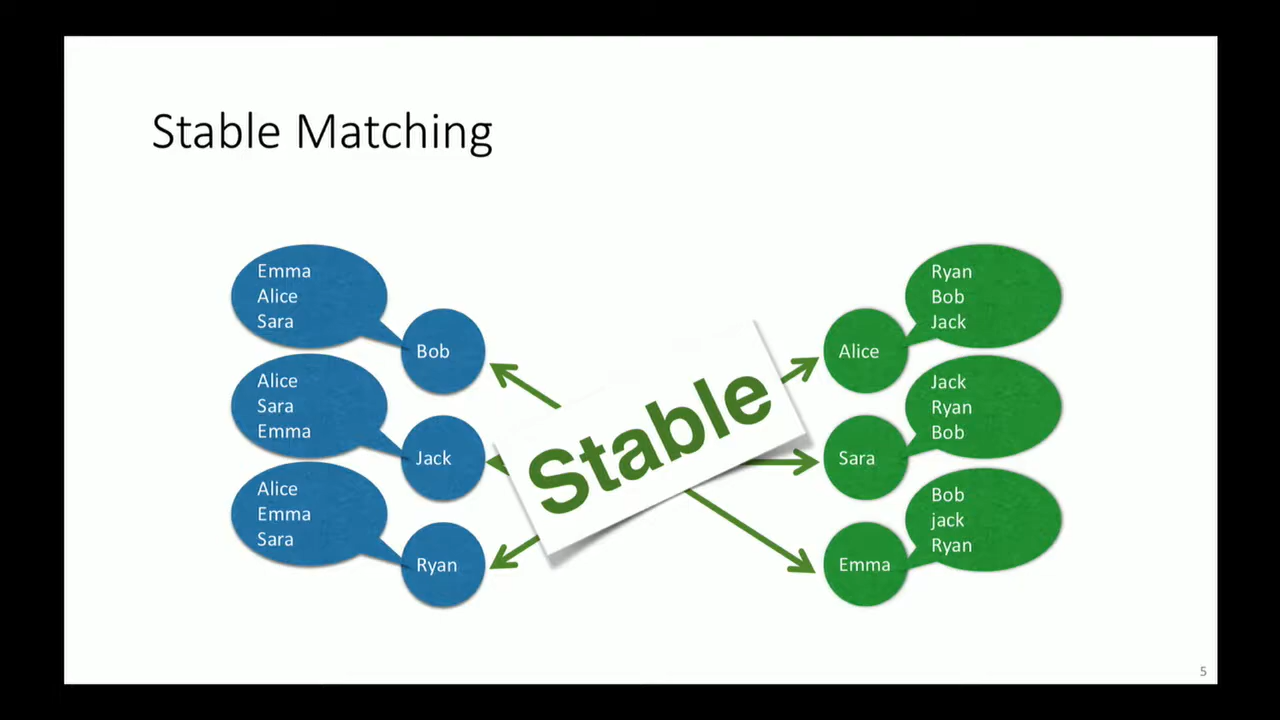 Stable Matching
Emma
Alice
Sara
Bob
Alice
Sara
Emma
Jack
Alice
Emma
Sara
Ryan
Stable
Alice
Ryan
Bob
Jack
Sara
Jack
Ryan
Bob
Emma
Bob
jack
Ryan
5